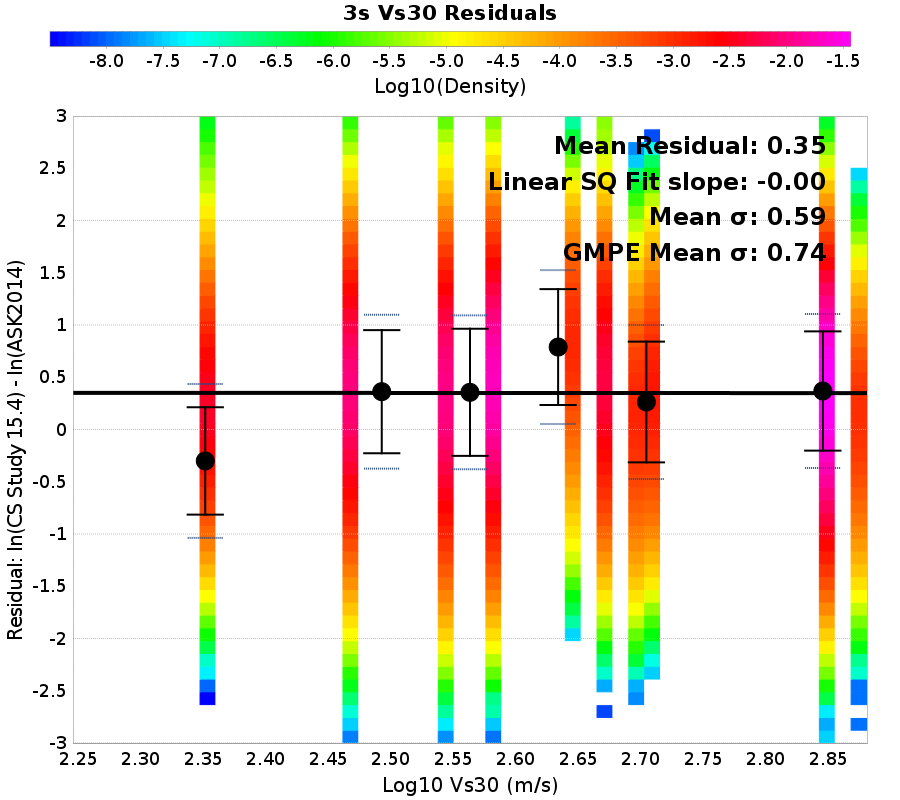 3s Vs30 Residuals
-8.0 -7.5 -7.0 -6.5 -6.0 -5.5 -5.0 -4.5 -4.0 -3.5 -3.0 -2.5 -2.0 -1.5
Log10(Density)
Mean Residual: 0.35
Linear SQ Fit slope: -0.00
Mean σ: 0.59
GMPE Mean σ: 0.74
Residual: ln(CS Study 15.4) - ln(ASK2014)
3
2.5
2
1.5
1
0.5
0
-0.5
-1
-1.5
-2
-2.5
-3
2.25 2.30 2.35 2.40 2.45 2.50 2.55 2.60 2.65 2.70 2.75 2.80 2.85
Log10 Vs30 (m/s)